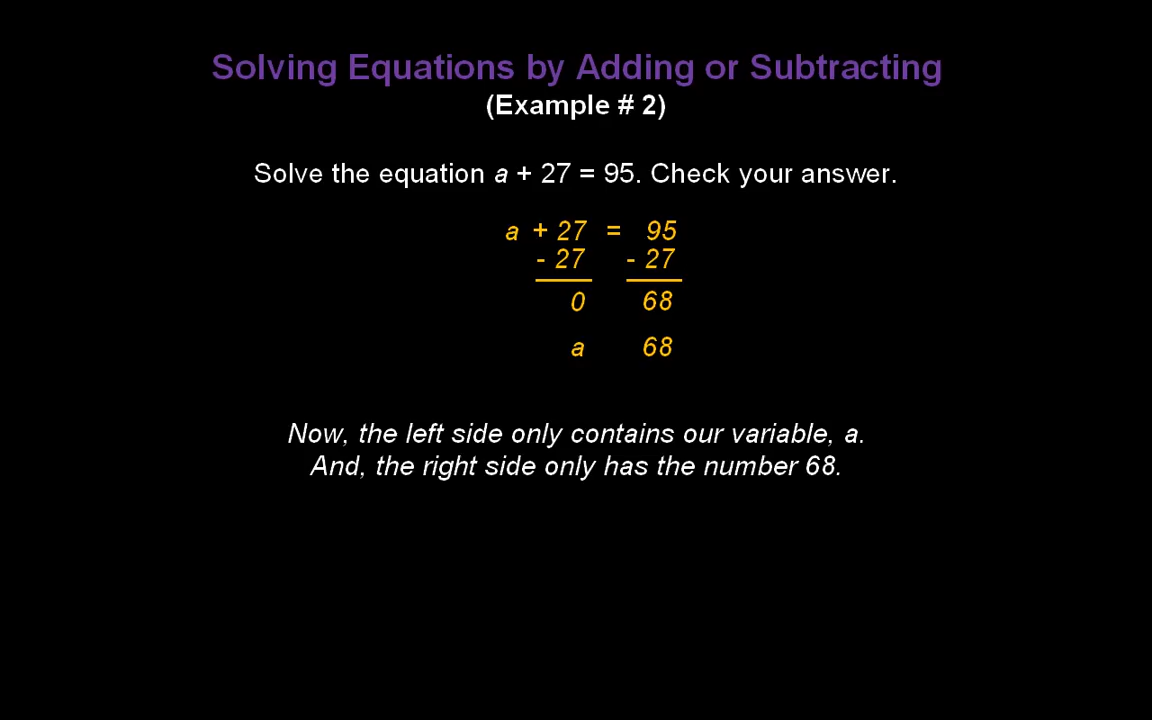 Solving Equations by Adding or Subtracting
(Example # 2)
Solve the equation a + 27 = 95. Check your answer.
a + 27 = 95
- 27 - 27
0 68
a 68
Now, the left side only contains our variable, a.
And, the right side only has the number 68.